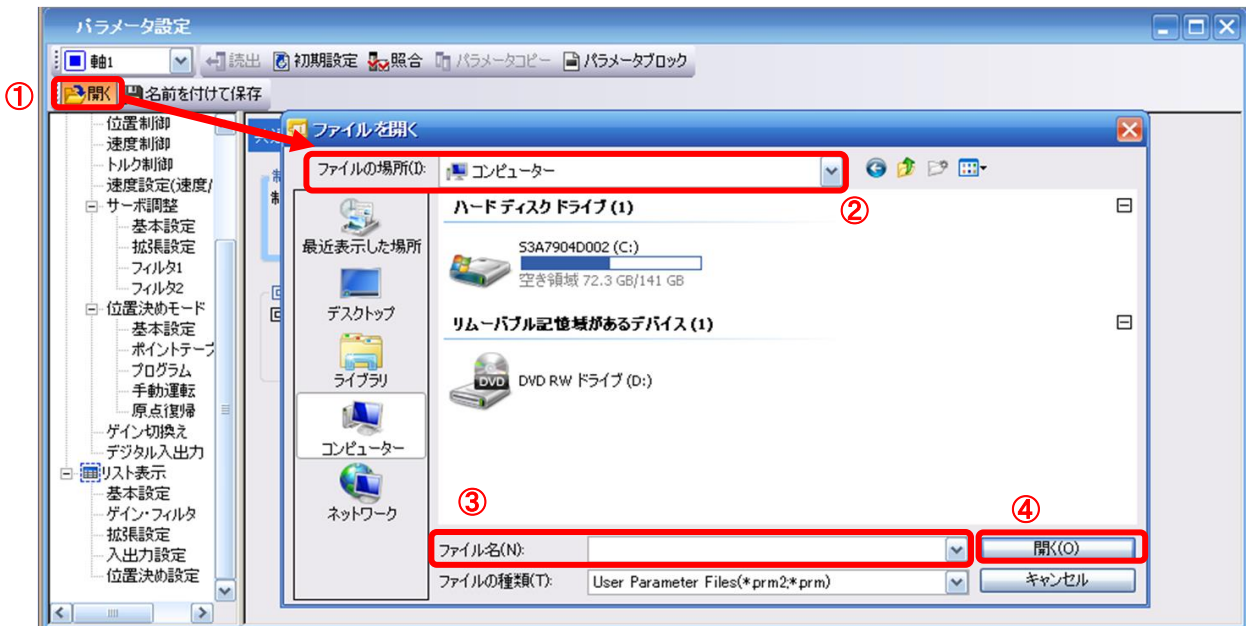 パラメータ設定
軸1 読出 初期設定 照合 パラメータコピー パラメータブロック
① 開く 名前を付けて保存
位置制御
速度制御
トルク制御
速度設定(速度/
サーボ調整
基本設定
拡張設定
フィルタ1
フィルタ2
位置決めモード
基本設定
ポイントテーブ
プログラム
手動運転
原点復帰
ゲイン切換え
デジタル入出力
リスト表示
基本設定
ゲイン・フィルタ
拡張設定
入出力設定
位置決め設定
ファイルを開く
ファイルの場所(I): コンピューター
②
最近表示した場所
デスクトップ
ライブラリ
コンピューター
ネットワーク
ハード ディスク ドライブ (1)
S3A7904D002 (C:)
空き領域 72.3 GB/141 GB
リムーバブル記憶域があるデバイス (1)
DVD
DVD RW ドライブ (D:)
③ ④
ファイル名(N): 開く(O)
ファイルの種類(T): User Parameter Files(*.prm2;*.prm) キャンセル